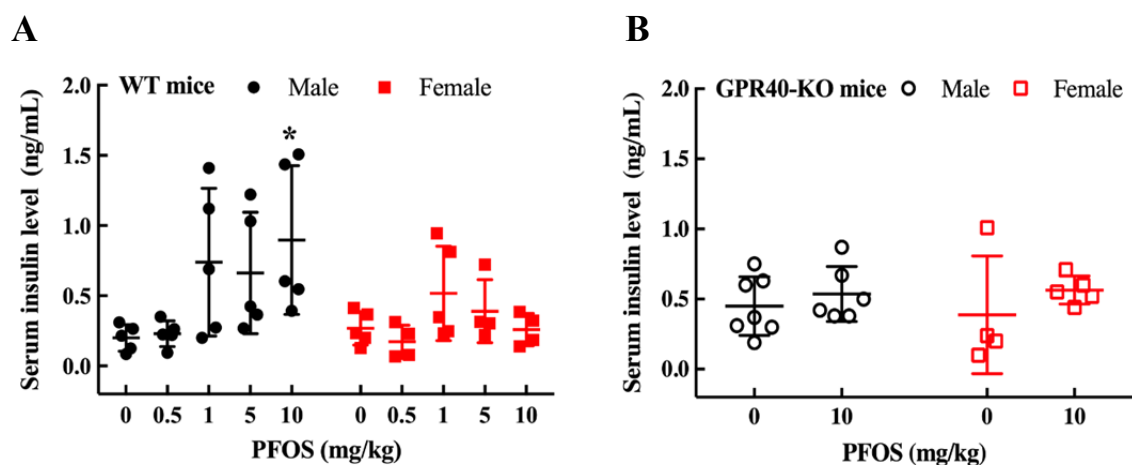 A
B
Serum insulin level (ng/mL)
2.0
1.5
1.0
0.5
0.0
WT mice Male Female
*
0 0.5 1 5 10 0 0.5 1 5 10
PFOS (mg/kg)
Serum insulin level (ng/mL)
2.0
1.5
1.0
0.5
0.0
GPR40-KO mice Male Female
0 10 0 10
PFOS (mg/kg)